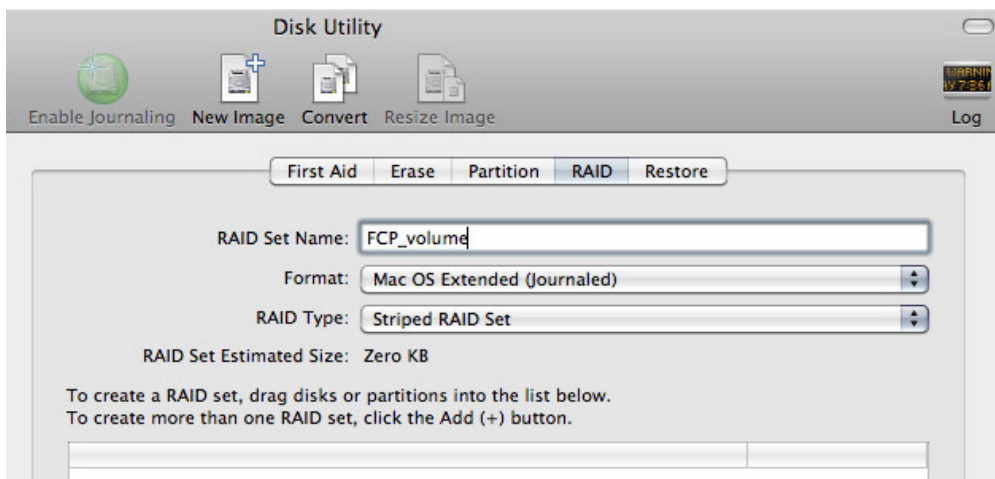 Disk Utility
Enable Journaling New Image Convert Resize Image Log
First Aid Erase Partition RAID Restore
RAID Set Name: FCP_volume
Format: Mac OS Extended (Journaled)
RAID Type: Striped RAID Set
RAID Set Estimated Size: Zero KB
To create a RAID set, drag disks or partitions into the list below.
To create more than one RAID set, click the Add (+) button.